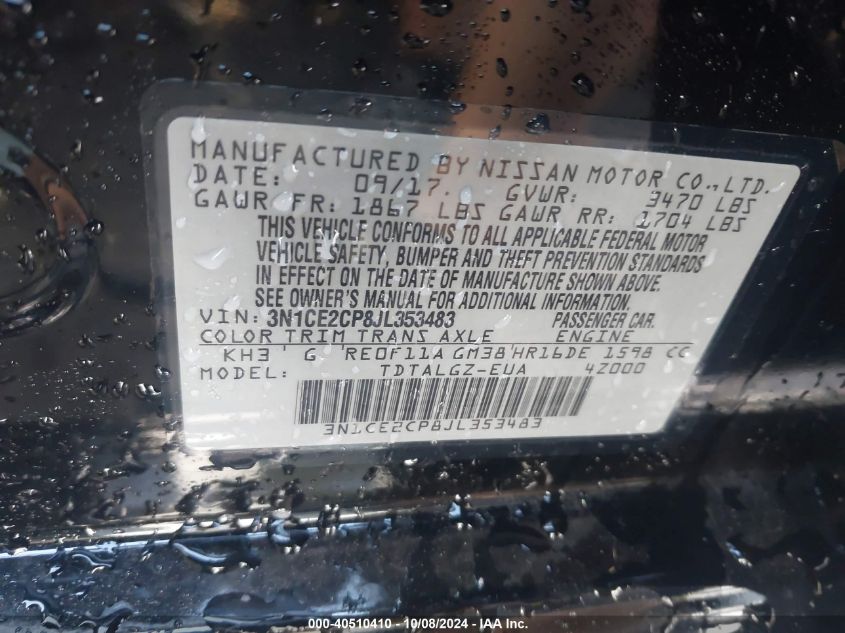 MANUFACTURED BY NISSAN MOTOR CO.,LTD.
DATE: 09/17. GVWR: 3470 LBS
GAWR FR: 1867 LBS GAWR RR: 1704 LBS
THIS VEHICLE CONFORMS TO ALL APPLICABLE FEDERAL MOTOR
VEHICLE SAFETY, BUMPER AND THEFT PREVENTION STANDARDS
IN EFFECT ON THE DATE OF MANUFACTURE SHOWN ABOVE.
SEE OWNER'S MANUAL FOR ADDITIONAL INFORMATION.
VIN: 3N1CE2CP8JL353483 PASSENGER CAR.
COLOR TRIM TRANS AXLE ENGINE
KH3 ' G 'RE0F11A GM38'HR16DE 1598 CC
MODEL: TDTALGZ-EUA 4Z000
3N1CE2CP8JL353483
000-40510410 - 10/08/2024 - IAA Inc.